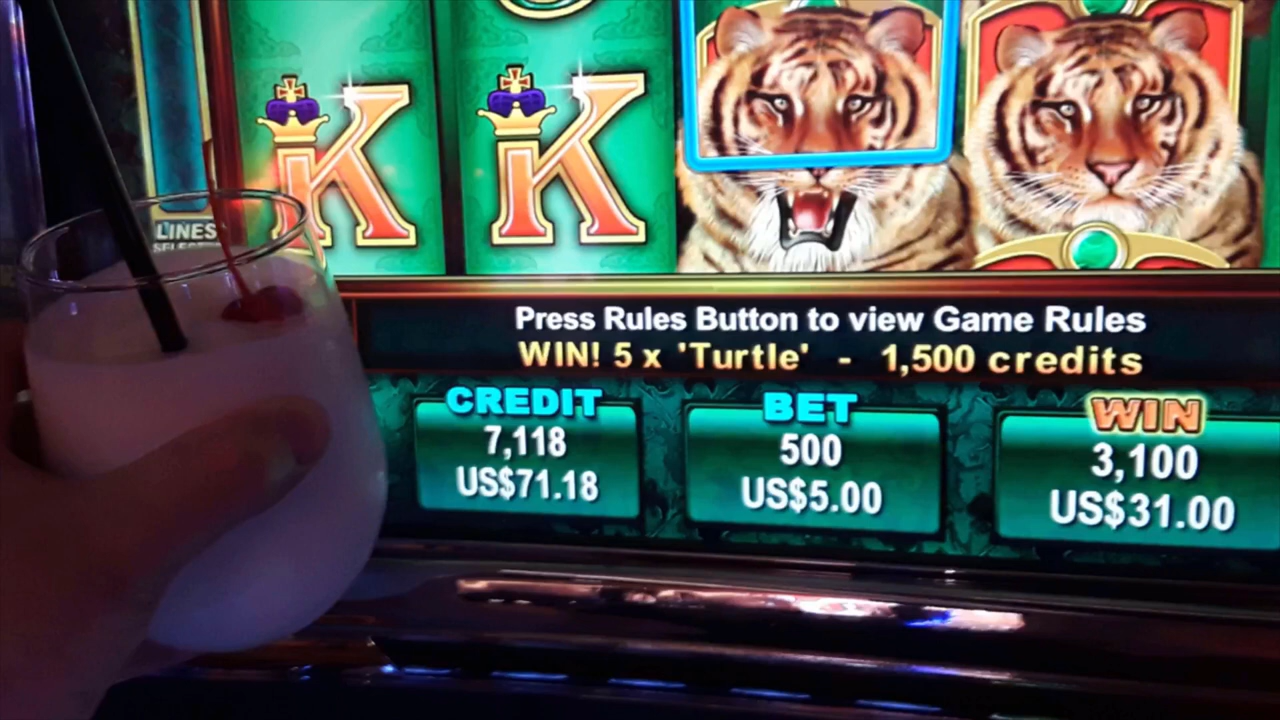 K
K
LINES
Press Rules Button to view Game Rules
WIN! 5 x 'Turtle' - 1,500 credits
CREDIT
7,118
US$71.18
BET
500
US$5.00
WIN
3,100
US$31.00